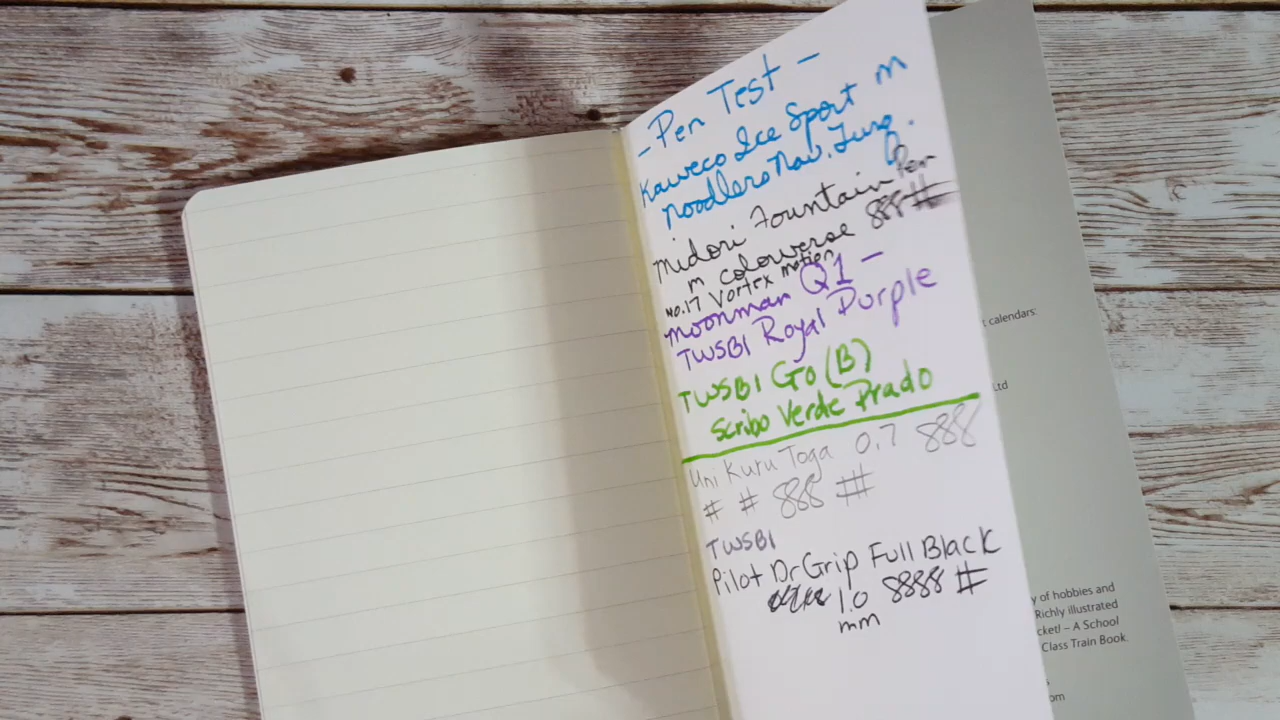 - Pen Test -
Kaweco Ice Sport m
noodlers Nav.
Midori Fountain Pen
m colorverse 888 #
No.17 Vortex motion
moonman Q1 -
TWSBI Royal Purple
TWSBI Go (B)
Scribo Verde Prado
Uni Kuru Toga 0.7 888
# # 888 #
TWSBI
Pilot Dr Grip Full Black
1.0 8888 #
mm
t calendars:
Ltd
y of hobbies and
Richly illustrated
cket! – A School
Class Train Book.
s
om